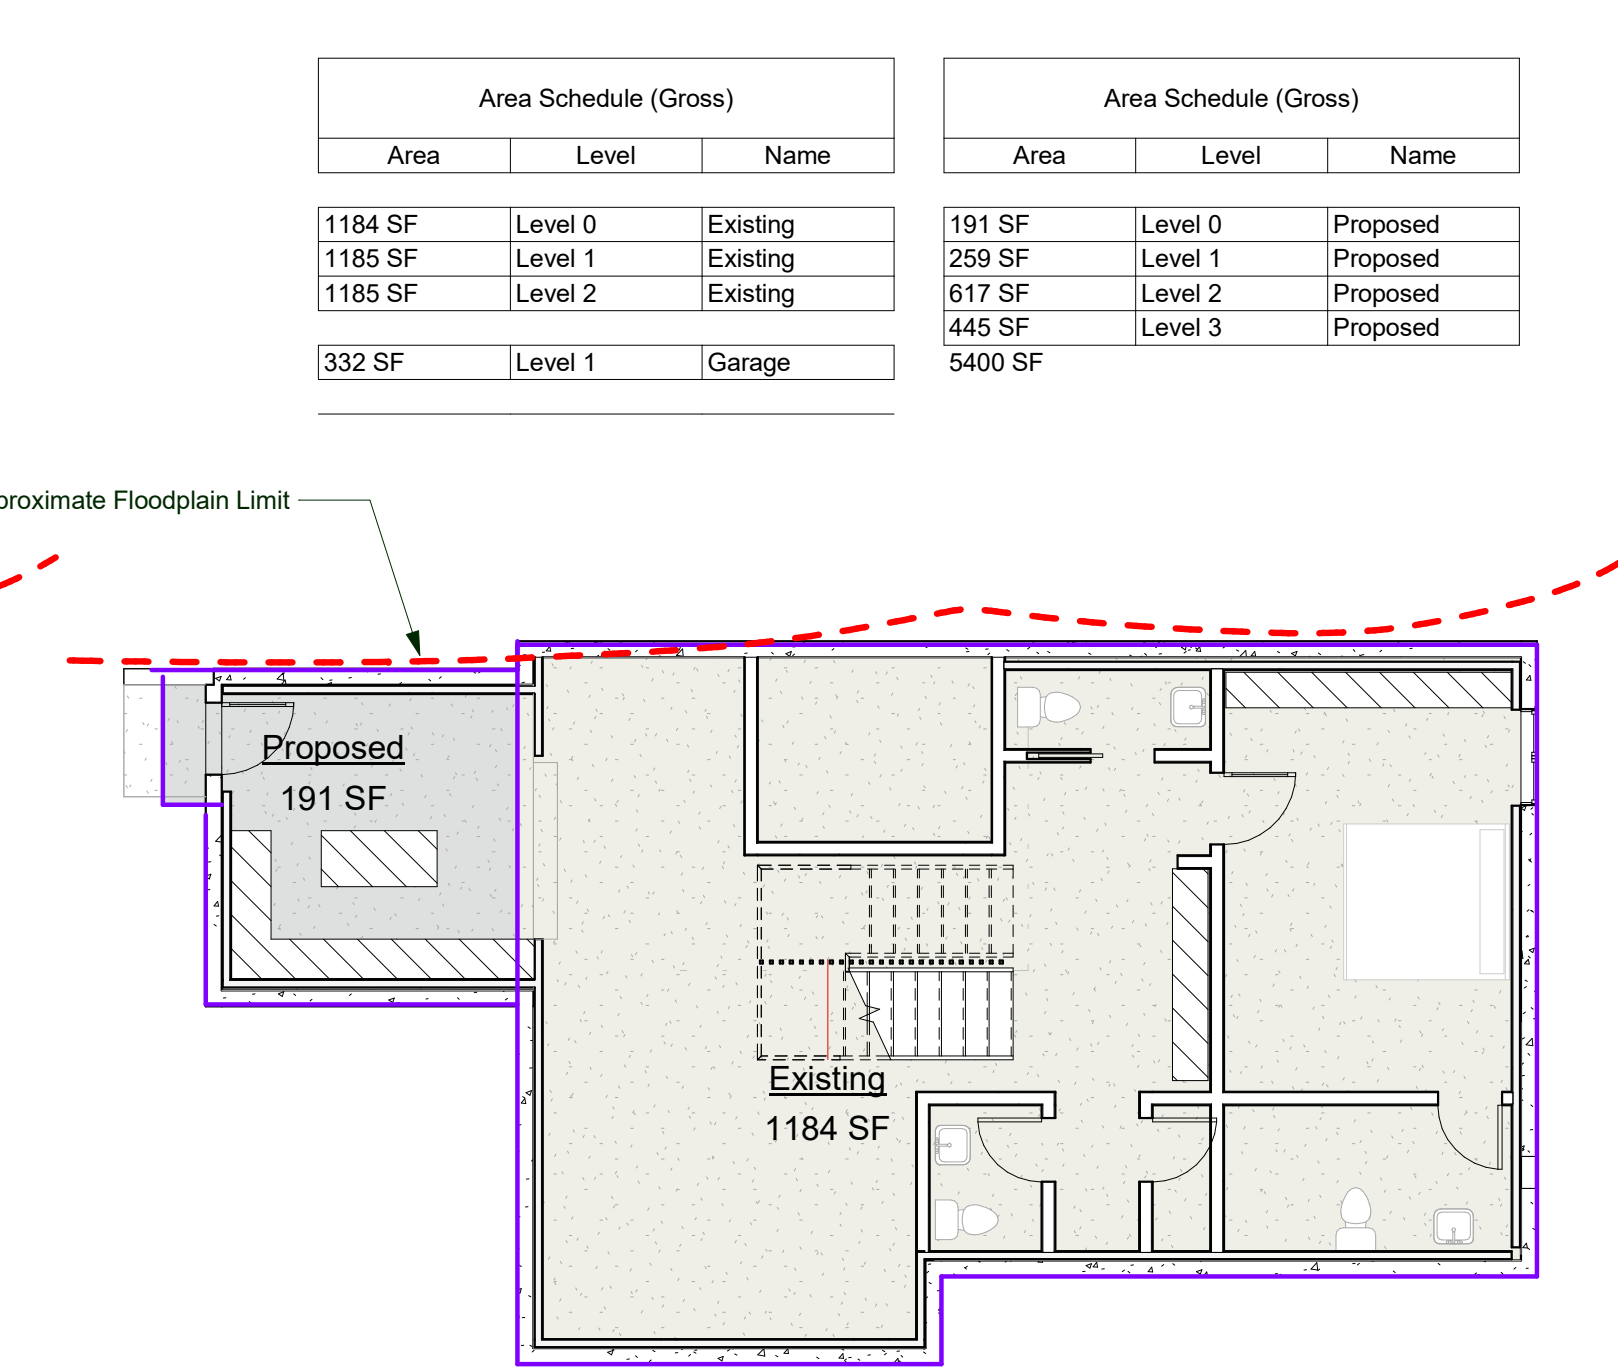 Area Schedule (Gross)
Area Level Name
1184 SF Level 0 Existing
1185 SF Level 1 Existing
1185 SF Level 2 Existing
332 SF Level 1 Garage
Area Schedule (Gross)
Area Level Name
191 SF Level 0 Proposed
259 SF Level 1 Proposed
617 SF Level 2 Proposed
445 SF Level 3 Proposed
5400 SF
proximate Floodplain Limit
Proposed
191 SF
Existing
1184 SF